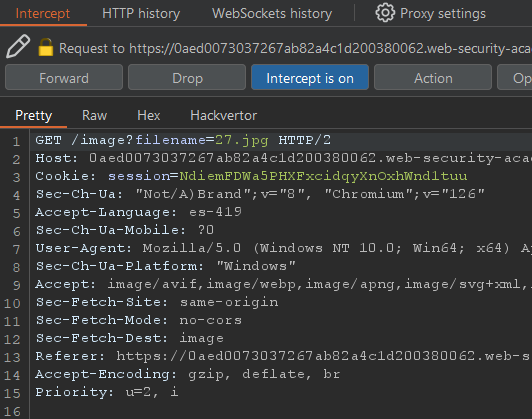 Intercept HTTP history WebSockets history Proxy settings
Request to https://0aed0073037267ab82a4c1d200380062.web-security-aca
Forward Drop Intercept is on Action Op
Pretty Raw Hex Hackvertor
1 GET /image?filename=27.jpg HTTP/2
2 Host: 0aed0073037267ab82a4c1d200380062.web-security-aca
3 Cookie: session=NdiemFDWa5PHXFxcidqyXnOxhWndltuu
4 Sec-Ch-Ua: "Not/A)Brand";v="8", "Chromium";v="126"
5 Accept-Language: es-419
6 Sec-Ch-Ua-Mobile: ?0
7 User-Agent: Mozilla/5.0 (Windows NT 10.0; Win64; x64) Ap
8 Sec-Ch-Ua-Platform: "Windows"
9 Accept: image/avif,image/webp,image/apng,image/svg+xml,
10 Sec-Fetch-Site: same-origin
11 Sec-Fetch-Mode: no-cors
12 Sec-Fetch-Dest: image
13 Referer: https://0aed0073037267ab82a4c1d200380062.web-s
14 Accept-Encoding: gzip, deflate, br
15 Priority: u=2, i
16